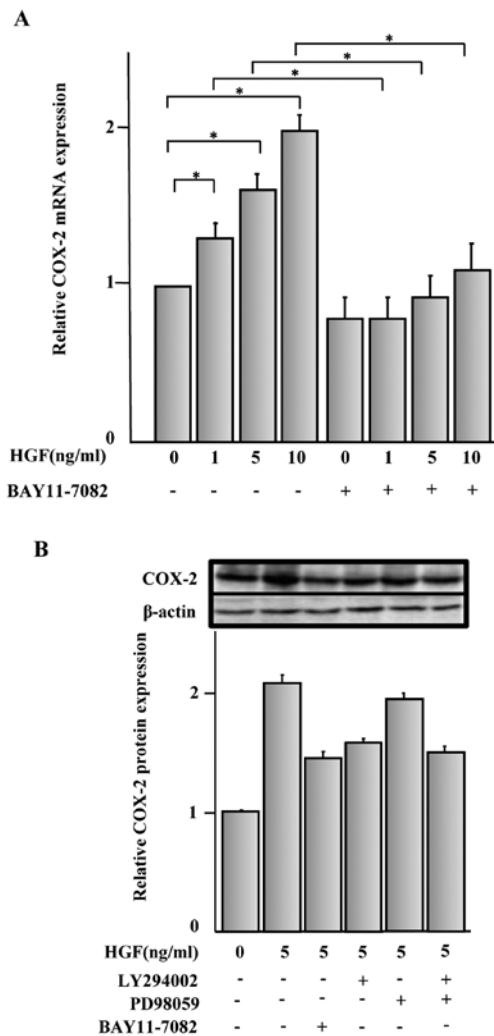 A
* *
* *
*
*
*
Relative COX-2 mRNA expression
2
1
0
HGF(ng/ml) 0 1 5 10 0 1 5 10
BAY11-7082 - - - - + + + +
B
COX-2
β-actin
Relative COX-2 protein expression
2
1
0
HGF(ng/ml) 0 5 5 5 5 5
LY294002 - - - + - +
PD98059 - - - - + +
BAY11-7082 - - + - - -